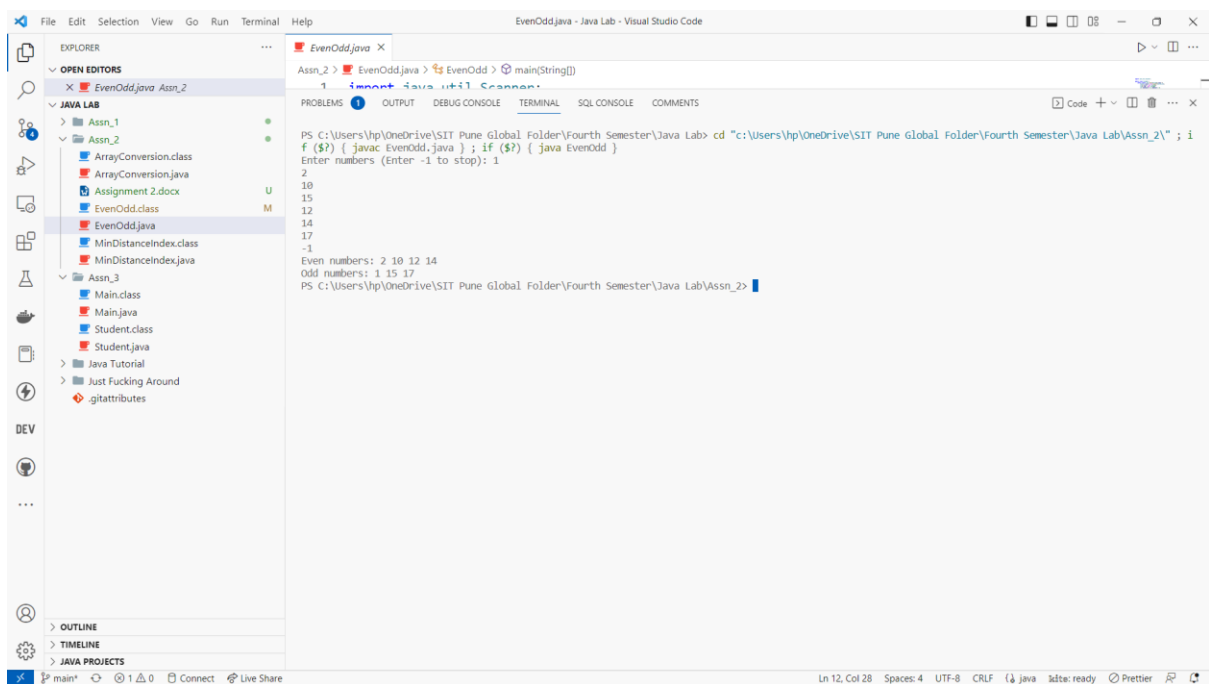 File Edit Selection View Go Run Terminal Help
EvenOdd.java - Java Lab - Visual Studio Code
EXPLORER
OPEN EDITORS
EvenOdd.java Assn_2
JAVA LAB
Assn_1
Assn_2
ArrayConversion.class
ArrayConversion.java
Assignment 2.docx U
EvenOdd.class M
EvenOdd.java
MinDistanceIndex.class
MinDistanceIndex.java
Assn_3
Main.class
Main.java
Student.class
Student.java
Java Tutorial
Just Fucking Around
.gitattributes
4
DEV
OUTLINE
TIMELINE
JAVA PROJECTS
EvenOdd.java
Assn_2 > EvenOdd.java > EvenOdd > main(String[])
1 import java.util.Scanner;
PROBLEMS 1 OUTPUT DEBUG CONSOLE TERMINAL SQL CONSOLE COMMENTS
Code
PS C:\Users\hp\OneDrive\SIT Pune Global Folder\Fourth Semester\Java Lab> cd "c:\Users\hp\OneDrive\SIT Pune Global Folder\Fourth Semester\Java Lab\Assn_2\" ; i
f ($?) { javac EvenOdd.java } ; if ($?) { java EvenOdd }
Enter numbers (Enter -1 to stop): 1
2
10
15
12
14
17
-1
Even numbers: 2 10 12 14
Odd numbers: 1 15 17
PS C:\Users\hp\OneDrive\SIT Pune Global Folder\Fourth Semester\Java Lab\Assn_2>
main* 1 0 Connect Live Share
Ln 12, Col 28 Spaces: 4 UTF-8 CRLF { } java ready Prettier